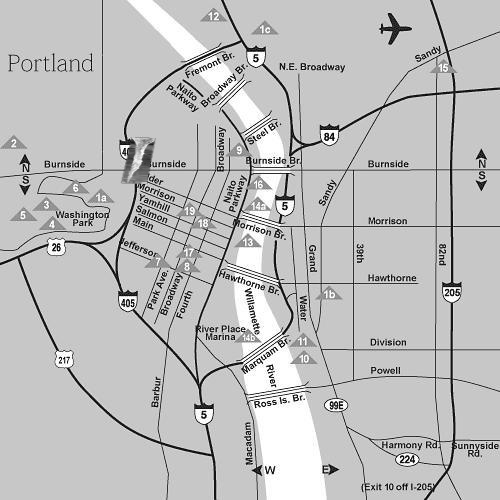 12
1c
Portland
Fremont Br.
5
Sandy
15
N.E. Broadway
Naito
Parkway
Broadway Br.
Steel Br.
84
2
N
S
Burnside
Burnside
Broadway
9
Burnside Br.
Burnside
N
S
6
1a
3
5
4
Washington
Park
Morrison
Yamhill
Salmon
Main
Jefferson
19
18
17
8
7
Naito
Parkway
16
14a
5
Morrison Br.
13
Sandy
Morrison
26
405
Park Ave.
Broadway
Fourth
Hawthorne Br.
Grand
39th
82nd
Hawthorne
Willamette
River
Water
1b
205
217
River Place
Marina
14b
Marquam Br.
11
10
Division
Powell
Barbur
5
Ross Is. Br.
99E
Macadam
W
E
Harmony Rd.
Sunnyside
Rd.
224
(Exit 10 off I-205)